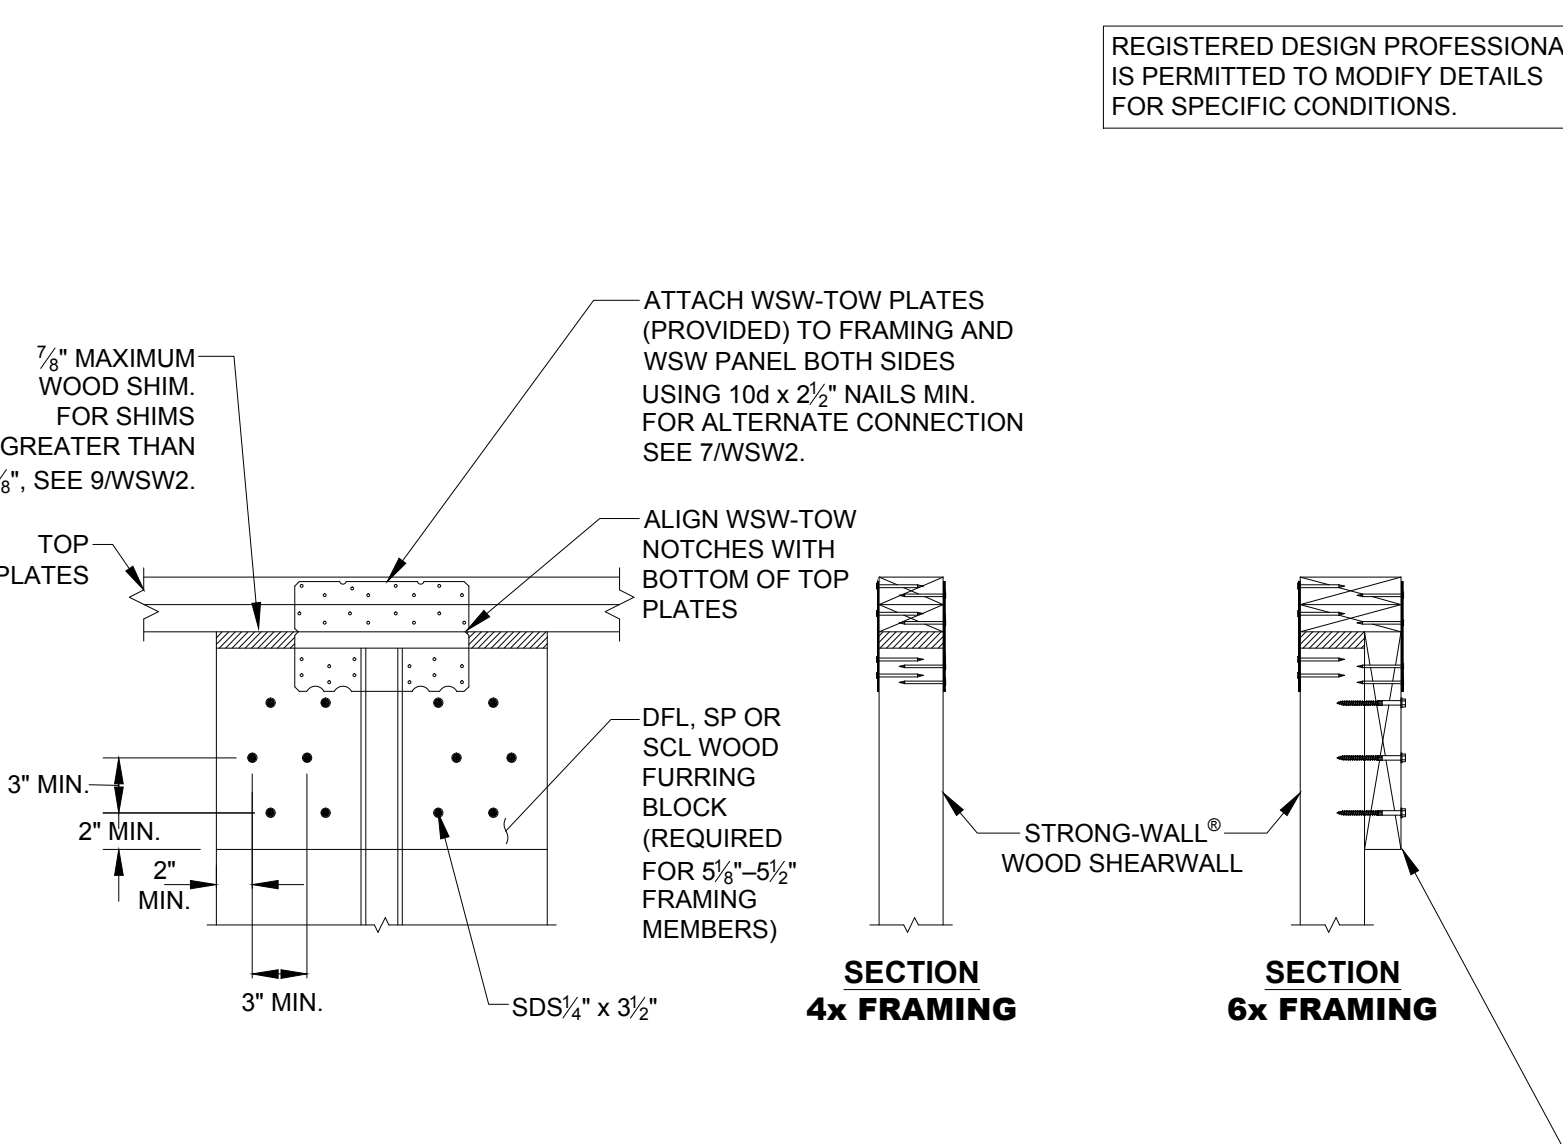 REGISTERED DESIGN PROFESSIONA
IS PERMITTED TO MODIFY DETAILS
FOR SPECIFIC CONDITIONS.
ATTACH WSW-TOW PLATES
(PROVIDED) TO FRAMING AND
WSW PANEL BOTH SIDES
USING 10d x 2½" NAILS MIN.
FOR ALTERNATE CONNECTION
SEE 7/WSW2.
⅞" MAXIMUM
WOOD SHIM.
FOR SHIMS
GREATER THAN
⁄8", SEE 9/WSW2.
TOP
PLATES
ALIGN WSW-TOW
NOTCHES WITH
BOTTOM OF TOP
PLATES
DFL, SP OR
SCL WOOD
FURRING
BLOCK
(REQUIRED
FOR 5⅛"–5½"
FRAMING
MEMBERS)
3" MIN.
2" MIN.
2"
MIN.
3" MIN.
SDS¼" x 3½"
STRONG-WALL®
WOOD SHEARWALL
SECTION
4x FRAMING
SECTION
6x FRAMING